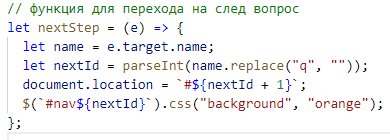 // функция для перехода на след вопрос
let nextStep = (e) => {
  let name = e.target.name;
  let nextId = parseInt(name.replace("q", ""));
  document.location = `#${nextId + 1}`;
  $(`#nav${nextId}`).css("background", "orange");
};